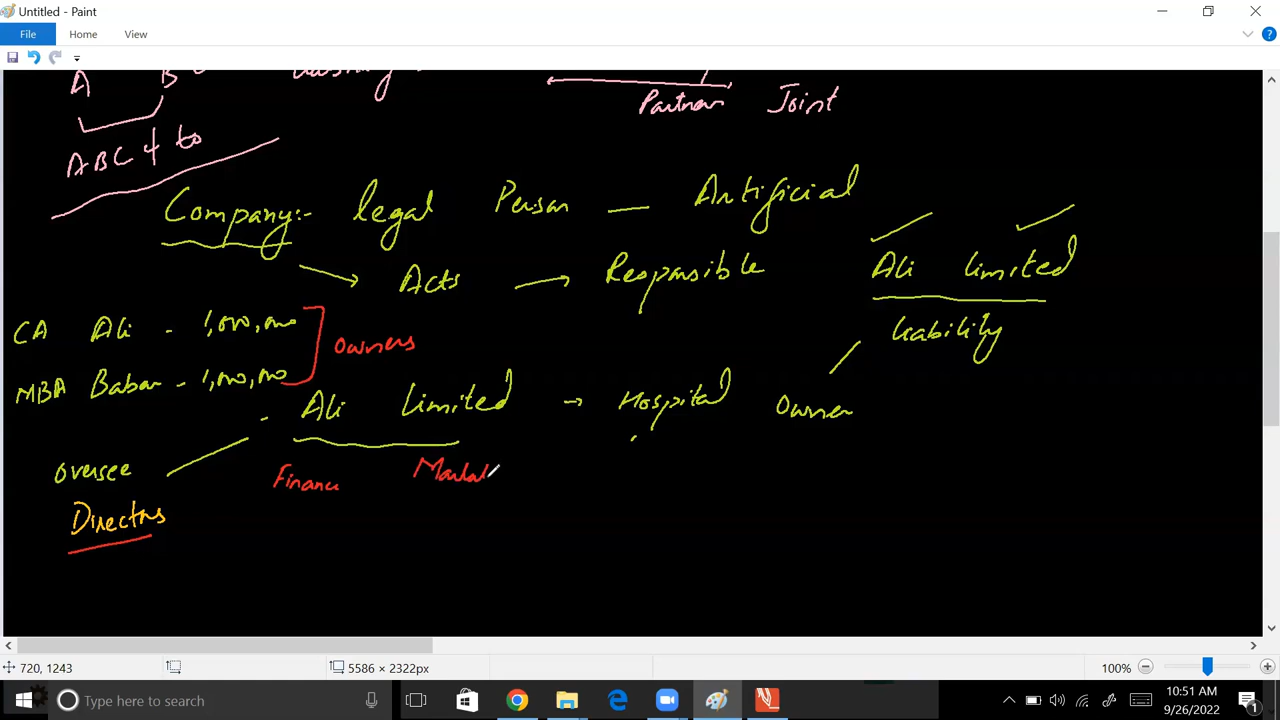 Untitled - Paint
File Home View
A B
Partner Joint
ABC & Co
Company:- legal Person — Artificial
Acts → Responsible Ali limited
liability
CA Ali - 1,000,000
Owners
MBA Babar - 1,000,000
Ali limited → Hospital Owner
Oversee
Finance
Directors
720, 1243 5586 × 2322px 100%
Type here to search
10:51 AM
9/26/2022
1